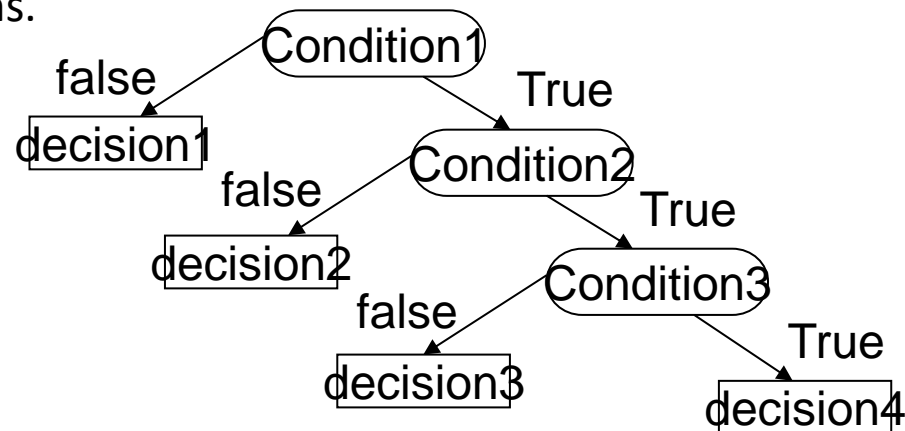 ns.
Condition1
false
True
decision1
Condition2
false
True
decision2
Condition3
false
True
decision3
decision4